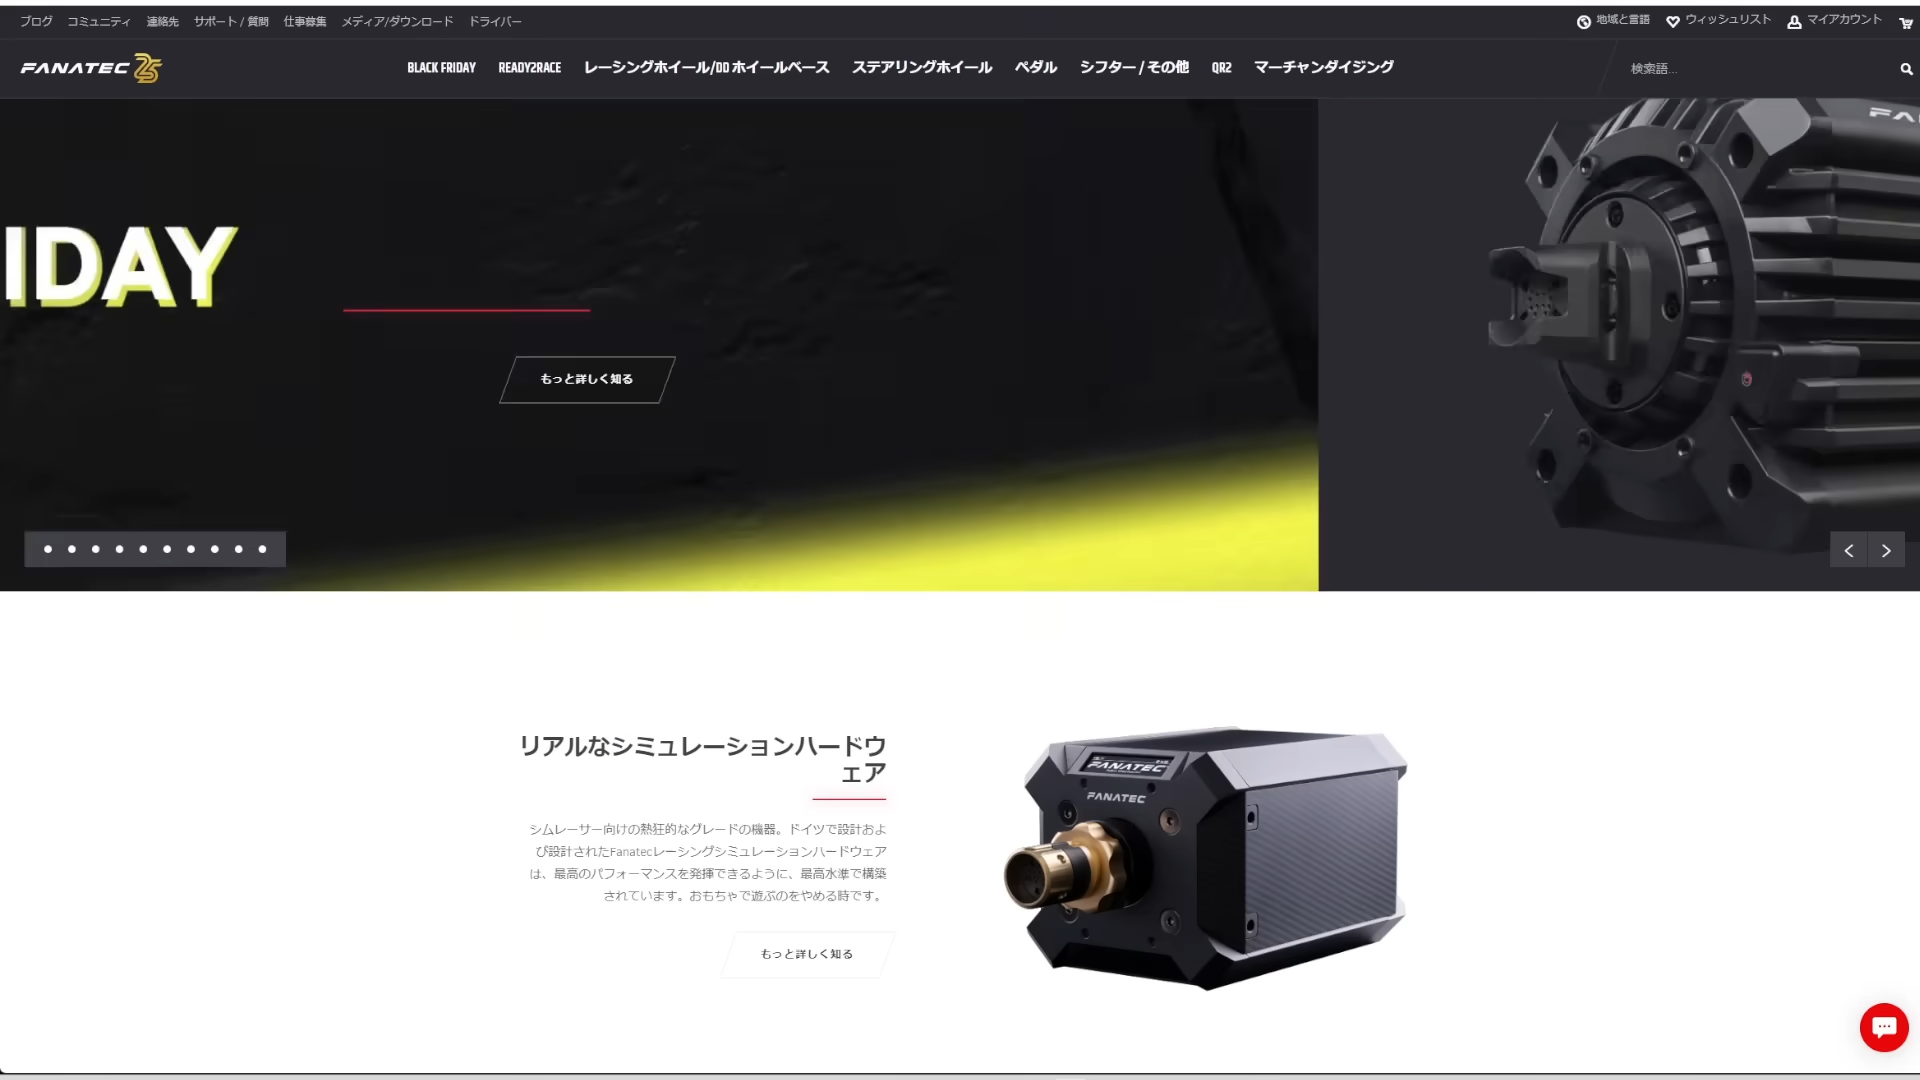 ブログ コミュニティ 連絡先 サポート / 質問 仕事募集 メディア/ダウンロード ドライバー 地域と言語 ウィッシュリスト マイアカウント
FANATEC 25 BLACK FRIDAY READY2RACE レーシングホイール/DD ホイールベース ステアリングホイール ペダル シフター / その他 QR2 マーチャンダイジング 検索語...
IDAY
もっと詳しく知る
リアルなシミュレーションハードウ
ェア
シムレーサー向けの熱狂的なグレードの機器。ドイツで設計およ
び設計されたFanatecレーシングシミュレーションハードウェア
は、最高のパフォーマンスを発揮できるように、最高水準で構築
されています。おもちゃで遊ぶのをやめる時です。
もっと詳しく知る
FANATEC
FANATEC